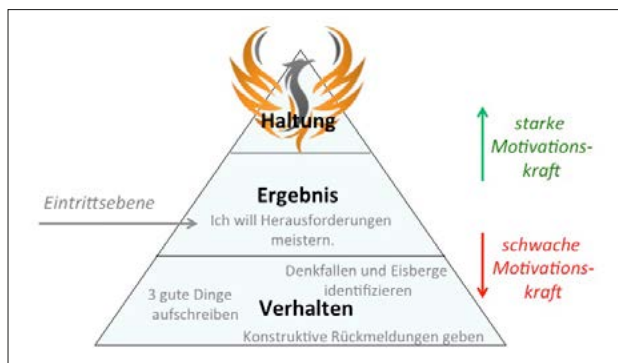 Haltung
starke
Motivations-
kraft
Eintrittsebene
Ergebnis
Ich will Herausforderungen
meistern.
schwache
Motivations-
kraft
Denkfallen und Eisberge
identifizieren
3 gute Dinge
aufschreiben
Verhalten
Konstruktive Rückmeldungen geben